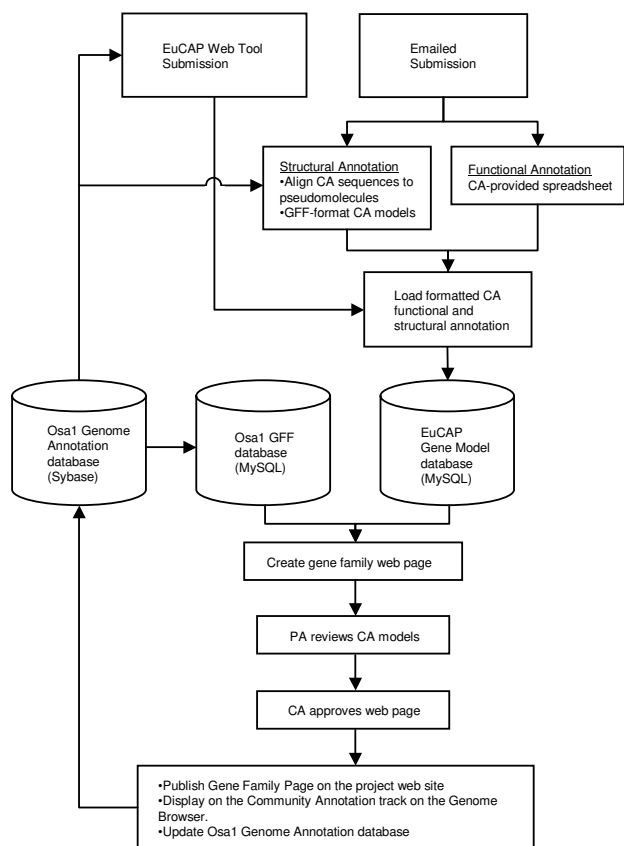 EuCAP Web Tool
Submission
Emailed
Submission
Structural Annotation
•Align CA sequences to
pseudomolecules
•GFF-format CA models
Functional Annotation
CA-provided spreadsheet
Load formatted CA
functional and
structural annotation
Osa1 Genome
Annotation
database
(Sybase)
Osa1 GFF
database
(MySQL)
EuCAP
Gene Model
database
(MySQL)
Create gene family web page
PA reviews CA models
CA approves web page
•Publish Gene Family Page on the project web site
•Display on the Community Annotation track on the Genome
Browser.
•Update Osa1 Genome Annotation database